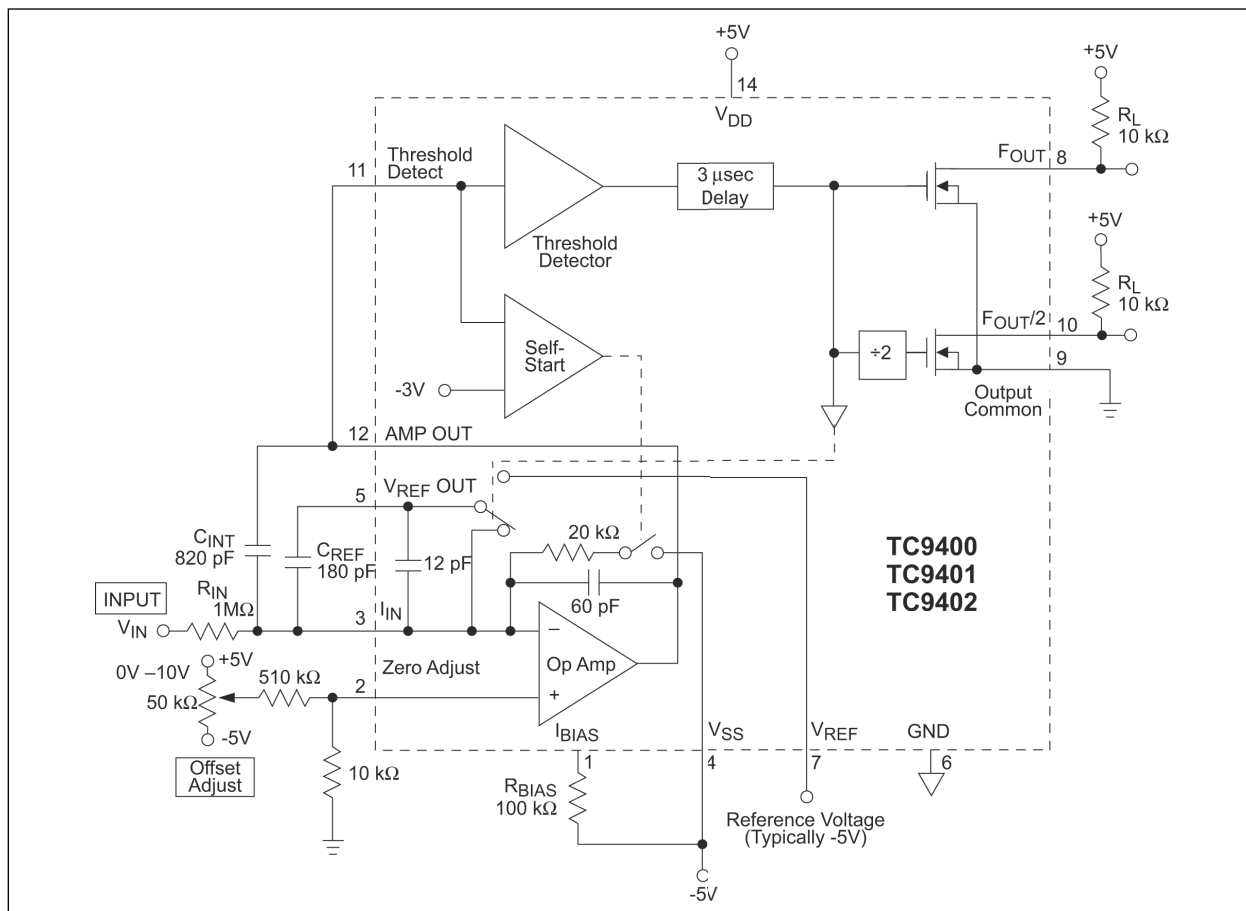 +5V
14
V_DD
+5V
R_L
10 kΩ
11
Threshold
Detect
3 μsec
Delay
F_OUT
8
Threshold
Detector
+5V
R_L
10 kΩ
Self-
Start
-3V
÷2
F_OUT/2
10
9
Output
Common
12
AMP OUT
5
V_REF OUT
C_INT
820 pF
C_REF
180 pF
12 pF
20 kΩ
60 pF
TC9400
TC9401
TC9402
INPUT
R_IN
1MΩ
V_IN
3
I_IN
–
Op Amp
+
0V –10V
+5V
50 kΩ
-5V
510 kΩ
2
Zero Adjust
Offset
Adjust
10 kΩ
I_BIAS
1
R_BIAS
100 kΩ
V_SS
4
V_REF
7
GND
6
Reference Voltage
(Typically -5V)
-5V